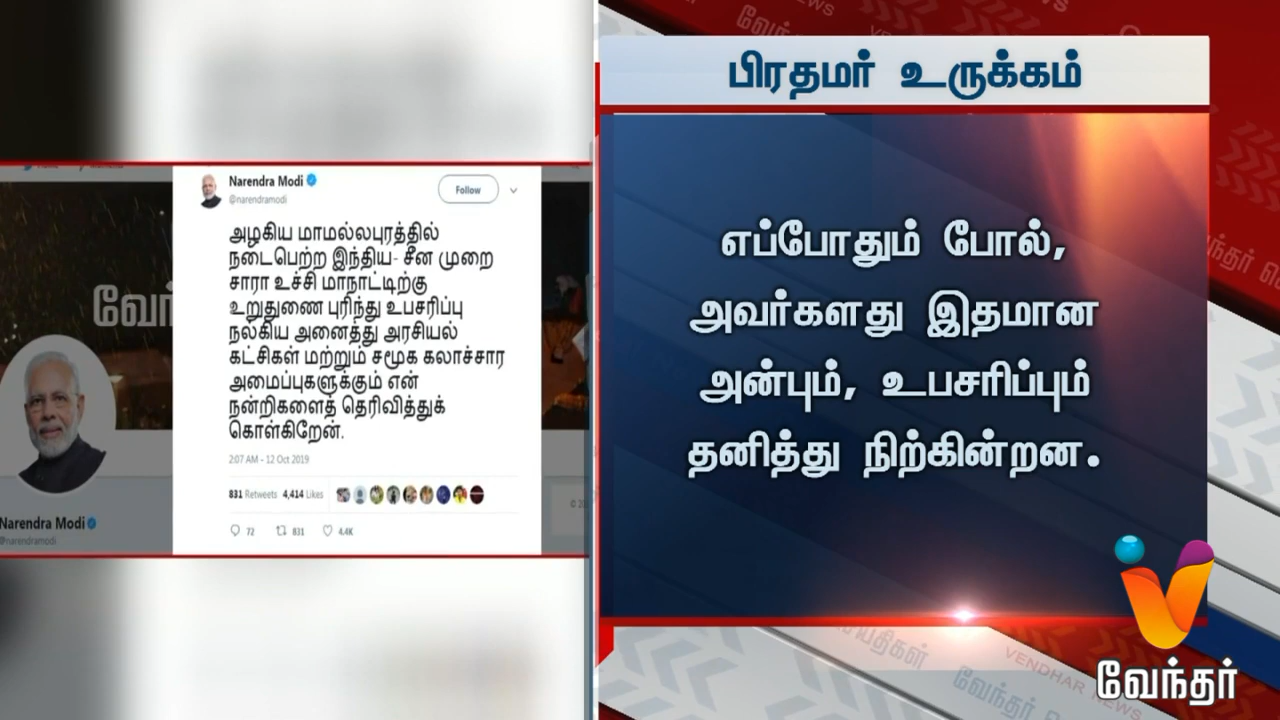 Narendra Modi
@narendramodi
Follow
அழகிய மாமல்லபுரத்தில்
நடைபெற்ற இந்திய- சீன முறை
சாரா உச்சி மாநாட்டிற்கு
உறுதுணை புரிந்து உபசரிப்பு
நல்கிய அனைத்து அரசியல்
கட்சிகள் மற்றும் சமூக கலாச்சார
அமைப்புகளுக்கும் என்
நன்றிகளைத் தெரிவித்துக்
கொள்கிறேன்.
2:07 AM - 12 Oct 2019
831 Retweets 4,414 Likes
72 831 4.4K
Narendra Modi
@narendramodi
பிரதமர் உருக்கம்
எப்போதும் போல்,
அவர்களது இதமான
அன்பும், உபசரிப்பும்
தனித்து நிற்கின்றன.
வேந்தர்
VENDHAR NEWS